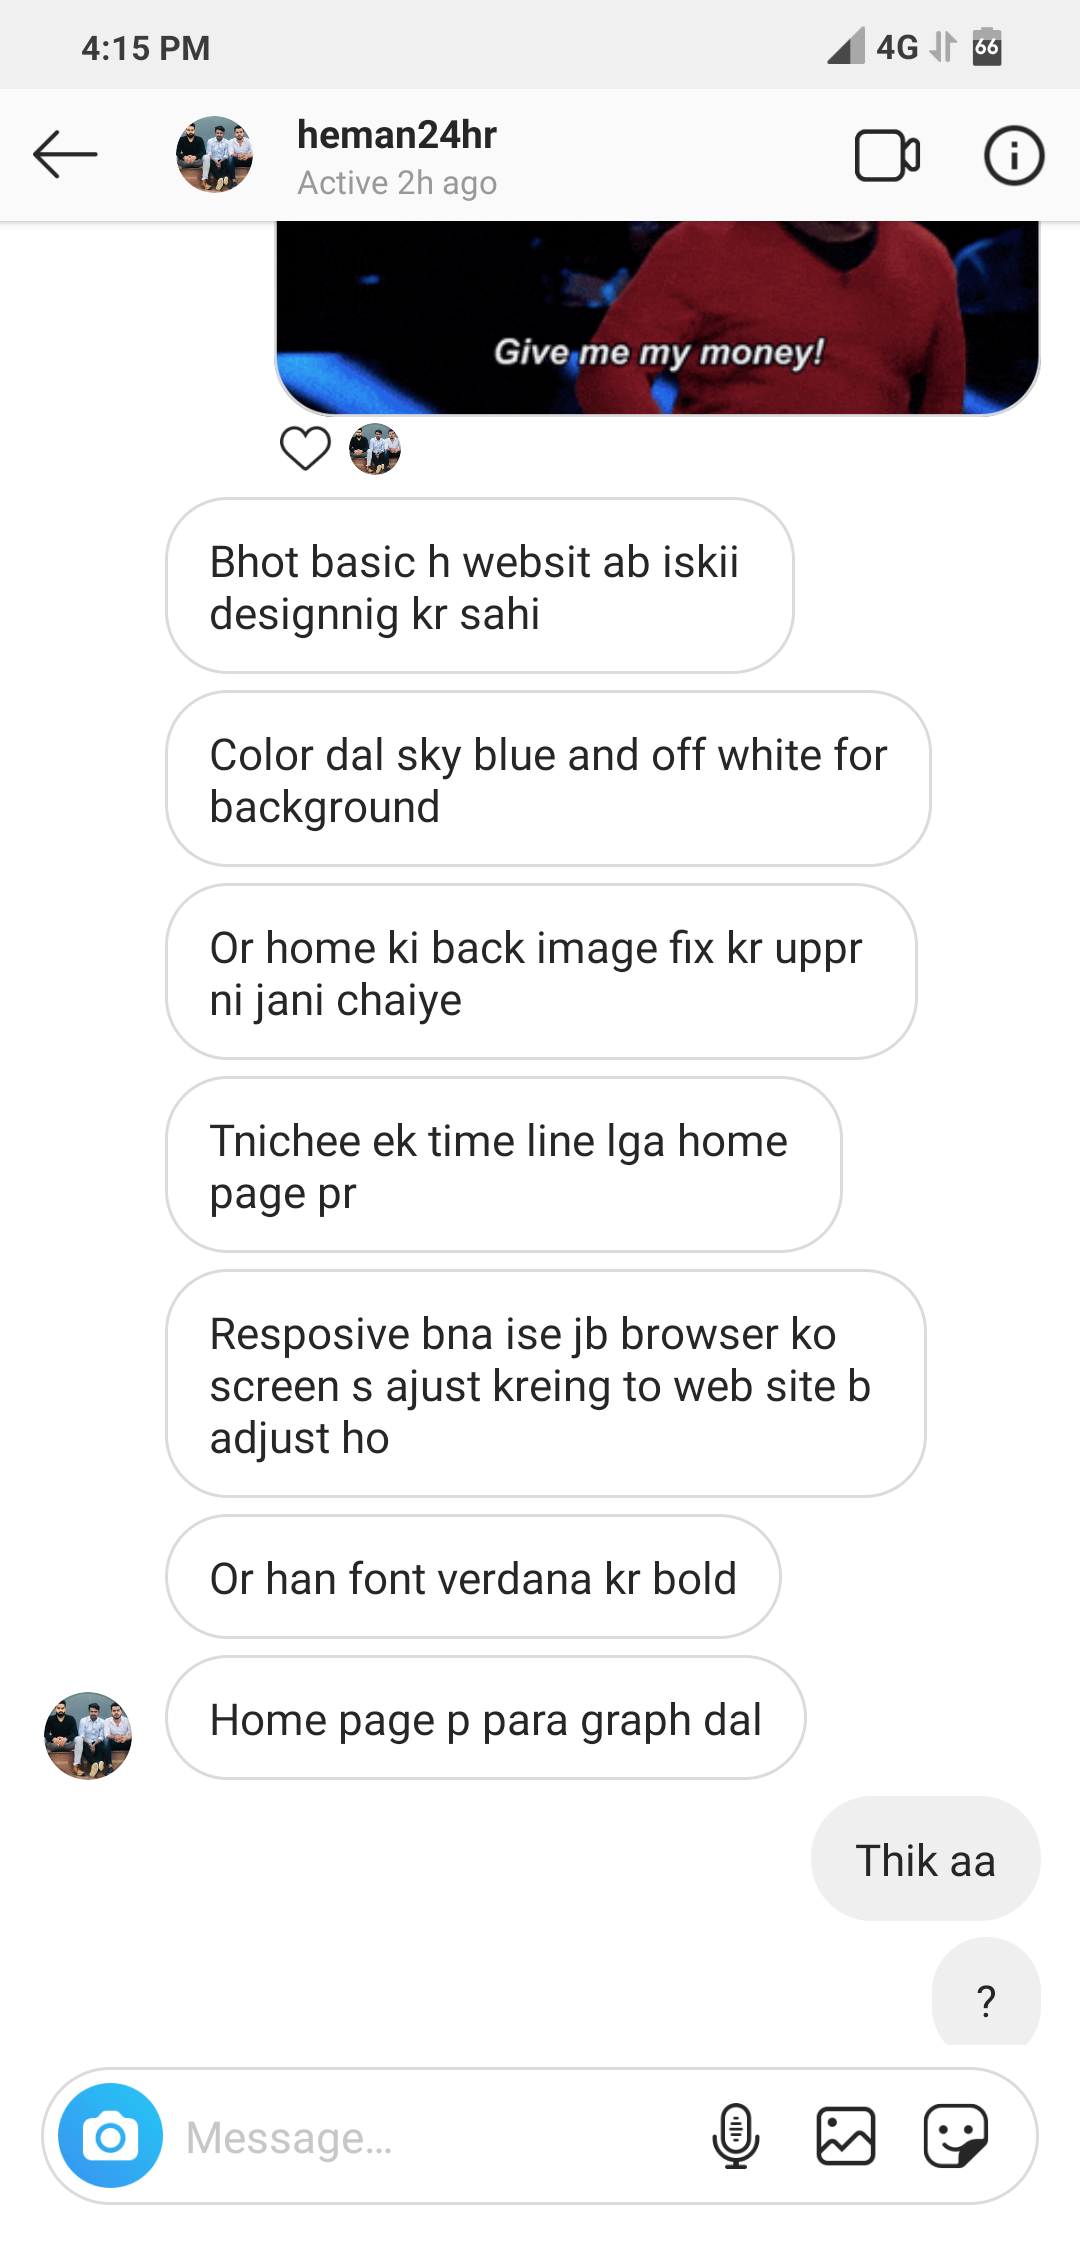 4:15 PM
4G
66
heman24hr
Active 2h ago
Give me my money!
Bhot basic h websit ab iskii
designnig kr sahi
Color dal sky blue and off white for
background
Or home ki back image fix kr uppr
ni jani chaiye
Tnichee ek time line lga home
page pr
Resposive bna ise jb browser ko
screen s ajust kreing to web site b
adjust ho
Or han font verdana kr bold
Home page p para graph dal
Thik aa
?
Message...